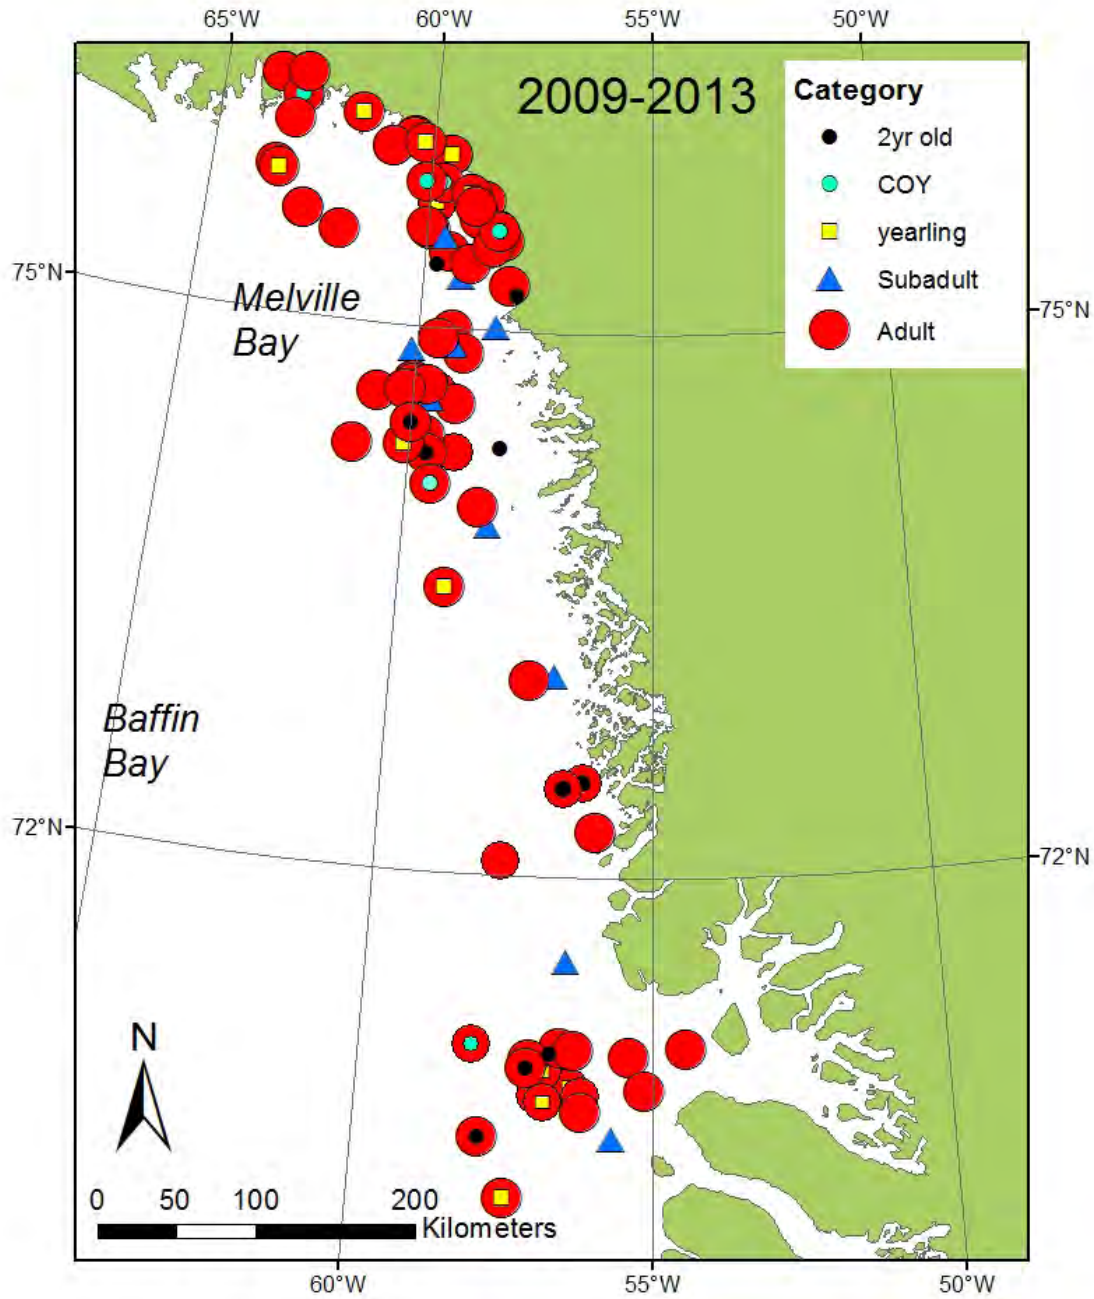 65°W 60°W 55°W 50°W
2009-2013
Category
2yr old
COY
yearling
Subadult
Adult
75°N
75°N
Melville
Bay
Baffin
Bay
72°N
72°N
N
0 50 100 200
Kilometers
60°W 55°W 50°W